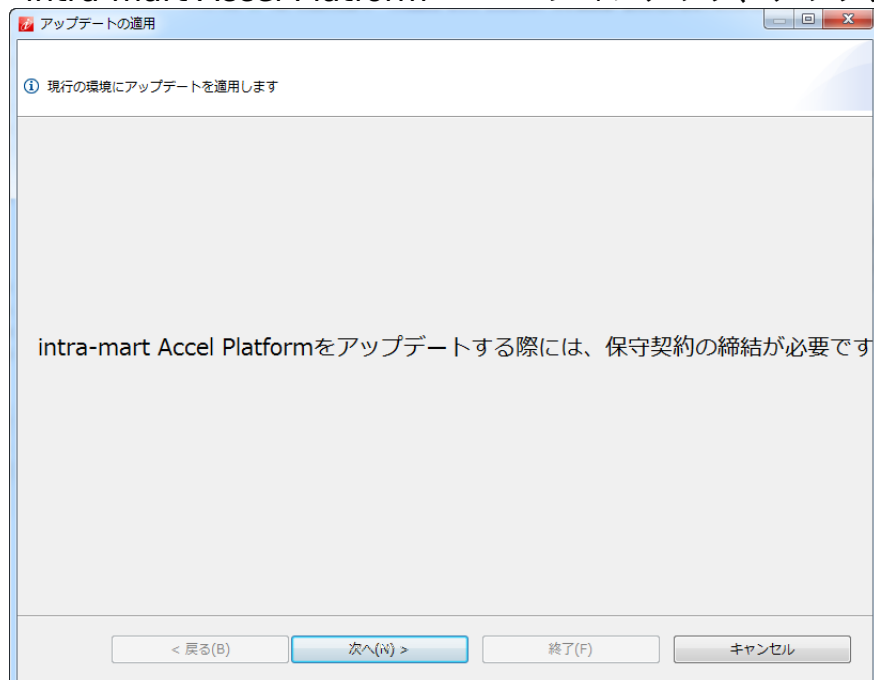 アップデートの適用
現行の環境にアップデートを適用します
intra-mart Accel Platformをアップデートする際には、保守契約の締結が必要です
< 戻る(B)
次へ(N) >
終了(F)
キャンセル